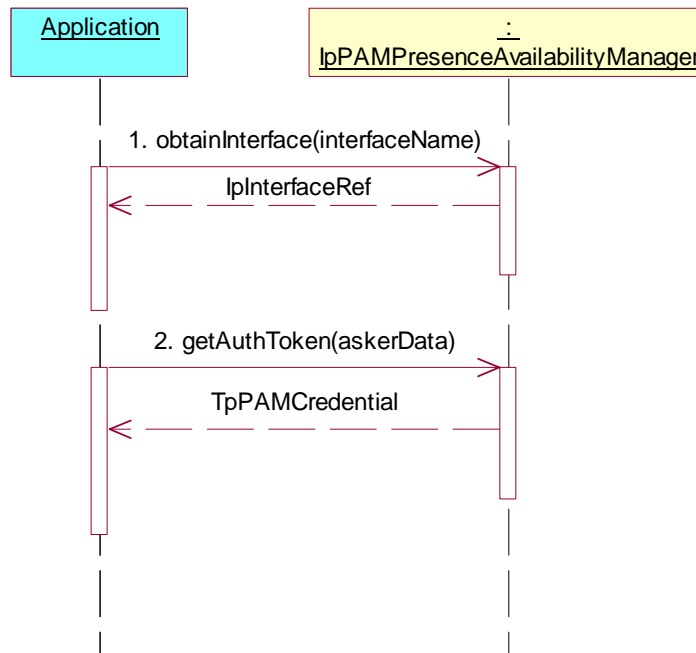 Application
:
IpPAMPresenceAvailabilityManager
1. obtainInterface(interfaceName)
IpInterfaceRef
2. getAuthToken(askerData)
TpPAMCredential